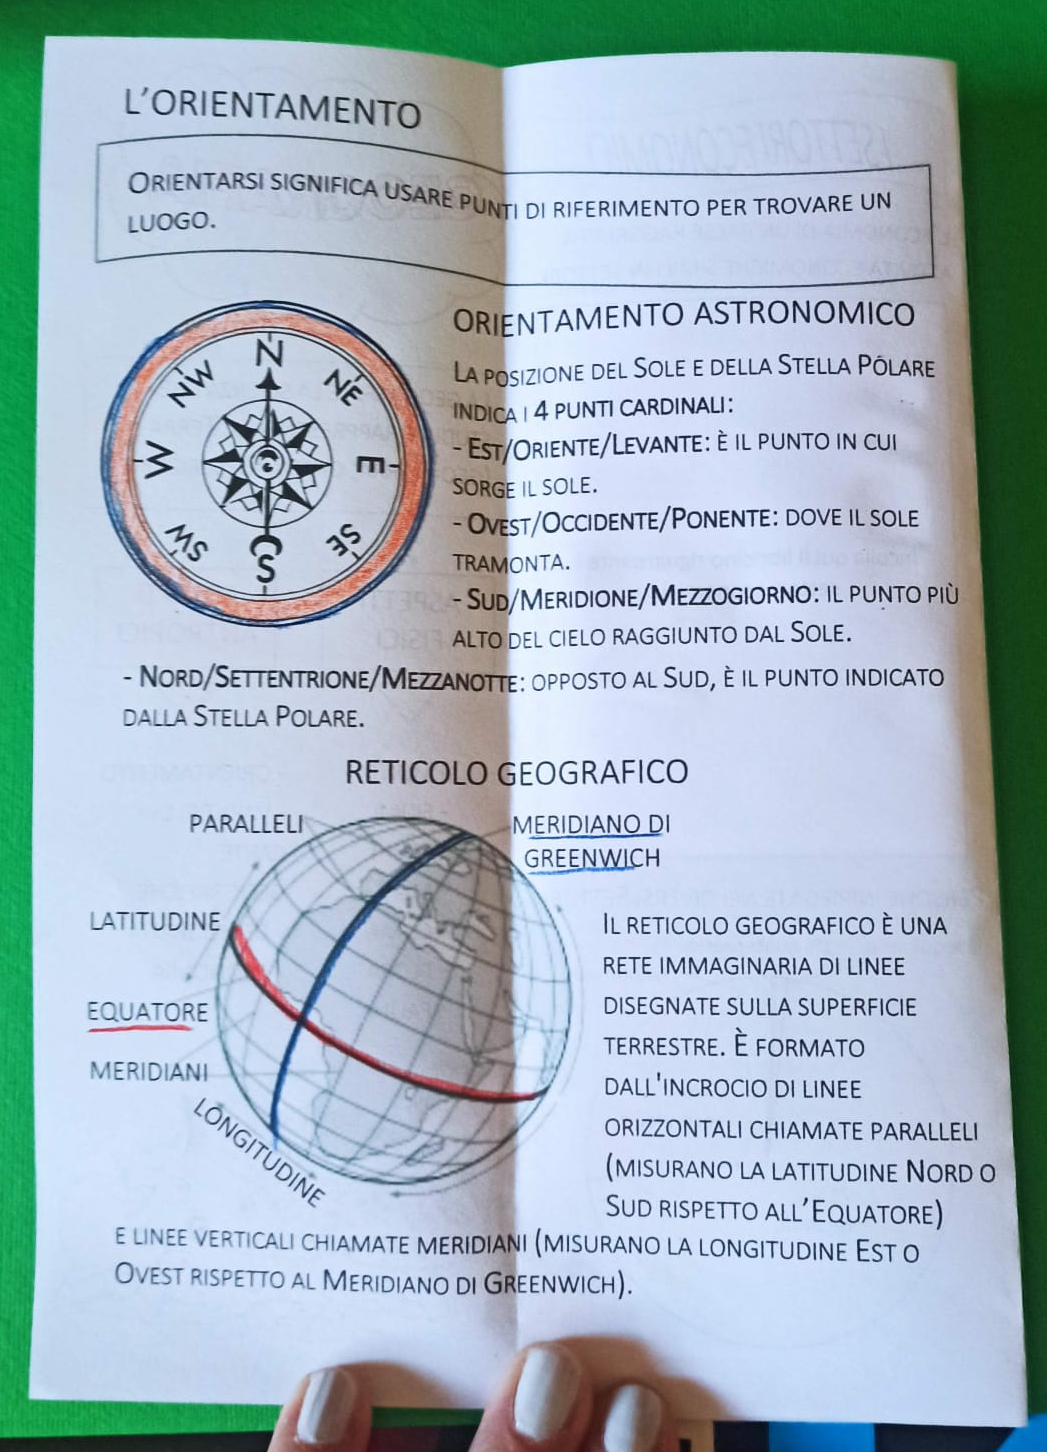 L'ORIENTAMENTO
ORIENTARSI SIGNIFICA USARE PUNTI DI RIFERIMENTO PER TROVARE UN
LUOGO.
N
NE
E
SE
S
SW
W
NW
ORIENTAMENTO ASTRONOMICO
LA POSIZIONE DEL SOLE E DELLA STELLA POLARE
INDICA I 4 PUNTI CARDINALI:
- EST/ORIENTE/LEVANTE: È IL PUNTO IN CUI
SORGE IL SOLE.
- OVEST/OCCIDENTE/PONENTE: DOVE IL SOLE
TRAMONTA.
- SUD/MERIDIONE/MEZZOGIORNO: IL PUNTO PIÙ
ALTO DEL CIELO RAGGIUNTO DAL SOLE.
- NORD/SETTENTRIONE/MEZZANOTTE: OPPOSTO AL SUD, È IL PUNTO INDICATO
DALLA STELLA POLARE.
RETICOLO GEOGRAFICO
PARALLELI
MERIDIANO DI
GREENWICH
LATITUDINE
EQUATORE
MERIDIANI
LONGITUDINE
IL RETICOLO GEOGRAFICO È UNA
RETE IMMAGINARIA DI LINEE
DISEGNATE SULLA SUPERFICIE
TERRESTRE. È FORMATO
DALL'INCROCIO DI LINEE
ORIZZONTALI CHIAMATE PARALLELI
(MISURANO LA LATITUDINE NORD O
SUD RISPETTO ALL'EQUATORE)
E LINEE VERTICALI CHIAMATE MERIDIANI (MISURANO LA LONGITUDINE EST O
OVEST RISPETTO AL MERIDIANO DI GREENWICH).